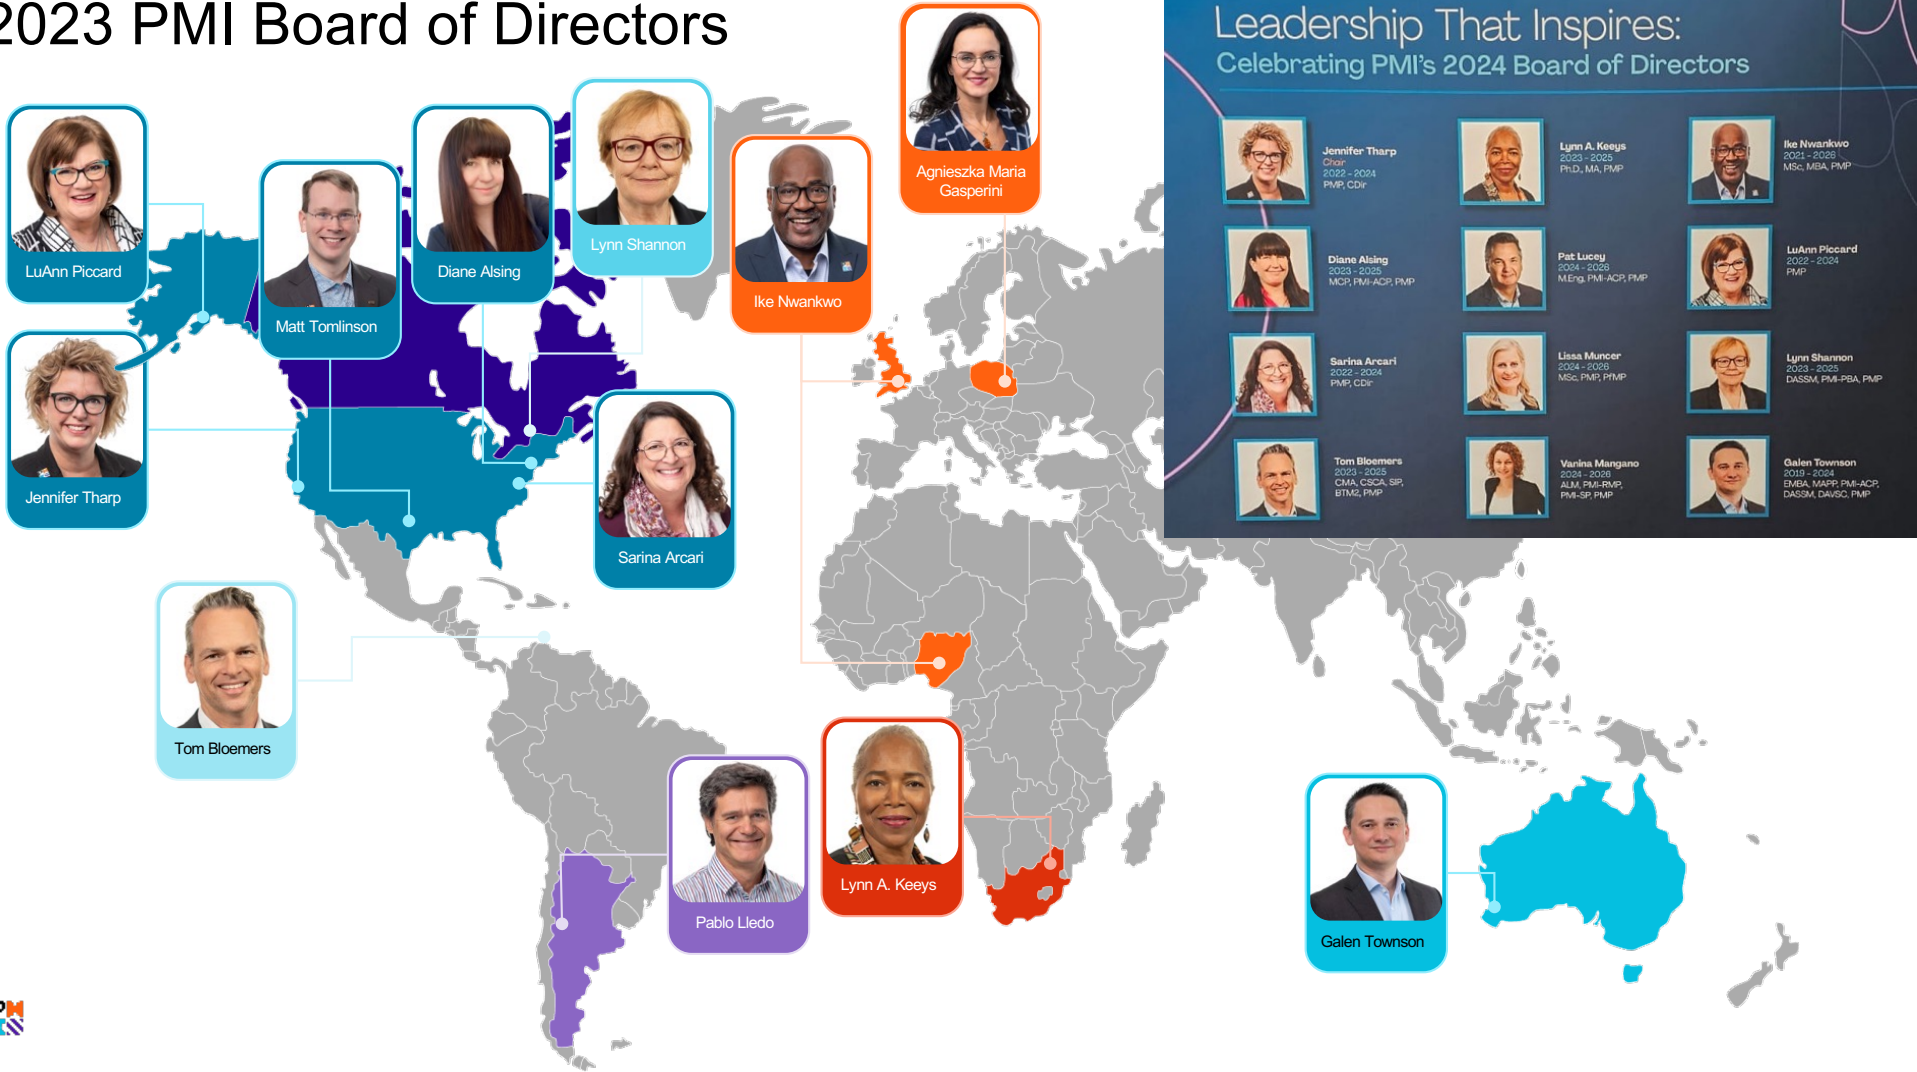 2023 PMI Board of Directors
LuAnn Piccard
Matt Tomlinson
Diane Alsing
Lynn Shannon
Ike Nwankwo
Agnieszka Maria
Gasperini
Jennifer Tharp
Sarina Arcari
Tom Bloemers
Pablo Lledo
Lynn A. Keeys
Galen Townson
Leadership That Inspires:
Celebrating PMI's 2024 Board of Directors
Jennifer Tharp
Chair
2022 - 2024
PMP, CDir
Lynn A. Keeys
2023 - 2025
Ph.D., MA, PMP
Ike Nwankwo
2021 - 2026
MSc, MBA, PMP
Diane Alsing
2023 - 2025
MCP, PMI-ACP, PMP
Pat Lucey
2024 - 2026
M.Eng, PMI-ACP, PMP
LuAnn Piccard
2022 - 2024
PMP
Sarina Arcari
2022 - 2024
PMP, CDir
Lissa Muncer
2024 - 2026
MSc, PMP, PfMP
Lynn Shannon
2023 - 2025
DASSM, PMI-PBA, PMP
Tom Bloemers
2023 - 2025
CMA, CSCA, SIP,
BTM2, PMP
Vanina Mangano
2024 - 2026
ALM, PMI-RMP,
PMI-SP, PMP
Galen Townson
2019 - 2024
EMBA, MAPP, PMI-ACP,
DASSM, DAVSC, PMP